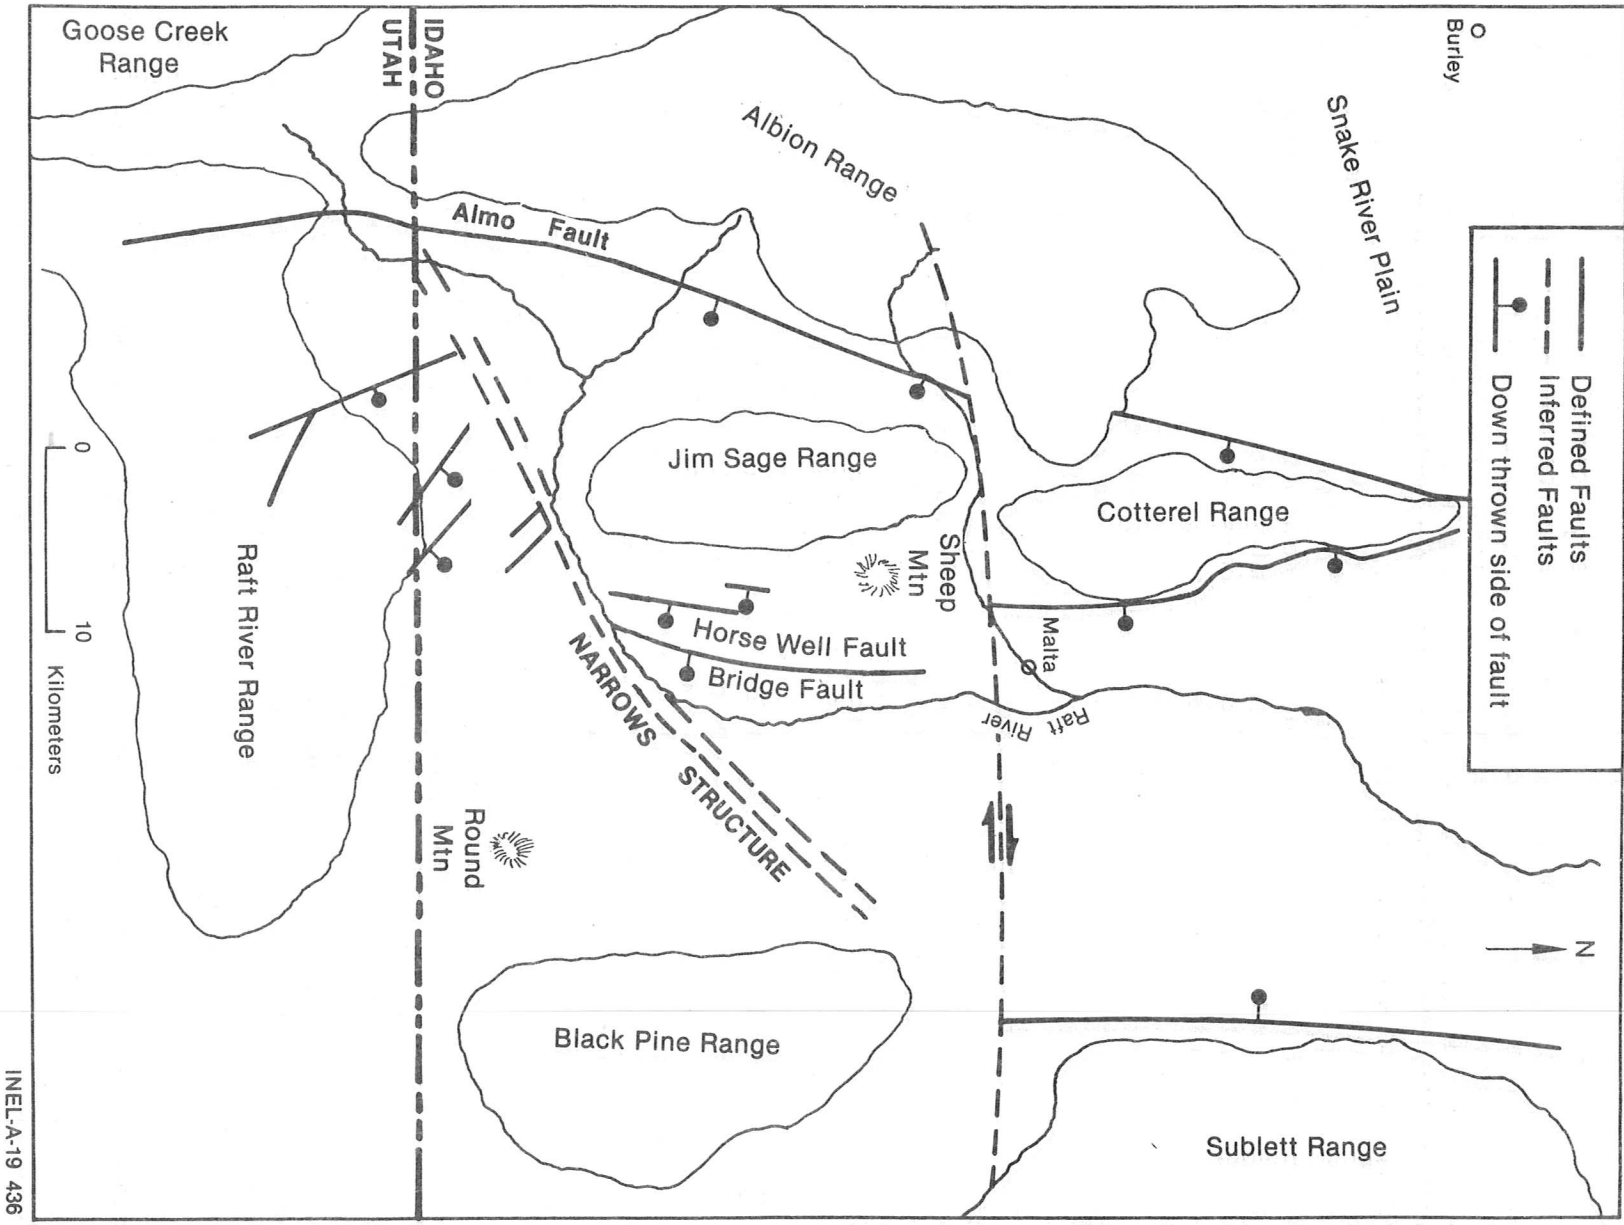 Goose Creek
Range
IDAHO
UTAH
Burley
Snake River Plain
Albion Range
Almo Fault
Defined Faults
Inferred Faults
Down thrown side of fault
Jim Sage Range
Cotterel Range
Sheep
Mtn
Malta
Raft
River
Horse Well Fault
Bridge Fault
NARROWS STRUCTURE
Raft River Range
0
10
Kilometers
Round
Mtn
N
Black Pine Range
Sublett Range
INEL-A-19 436